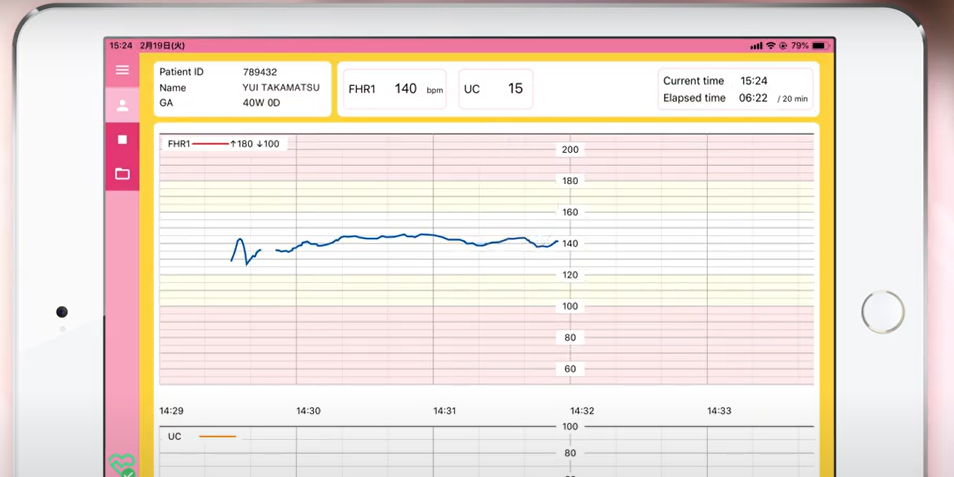 15:24 2月19日(火) 79%
Patient ID 789432
Name YUI TAKAMATSU
GA 40W 0D
FHR1 140 bpm
UC 15
Current time 15:24
Elapsed time 06:22 / 20 min
FHR1 ↑180 ↓100
200
180
160
140
120
100
80
60
14:29 14:30 14:31 14:32 14:33
UC
100
80